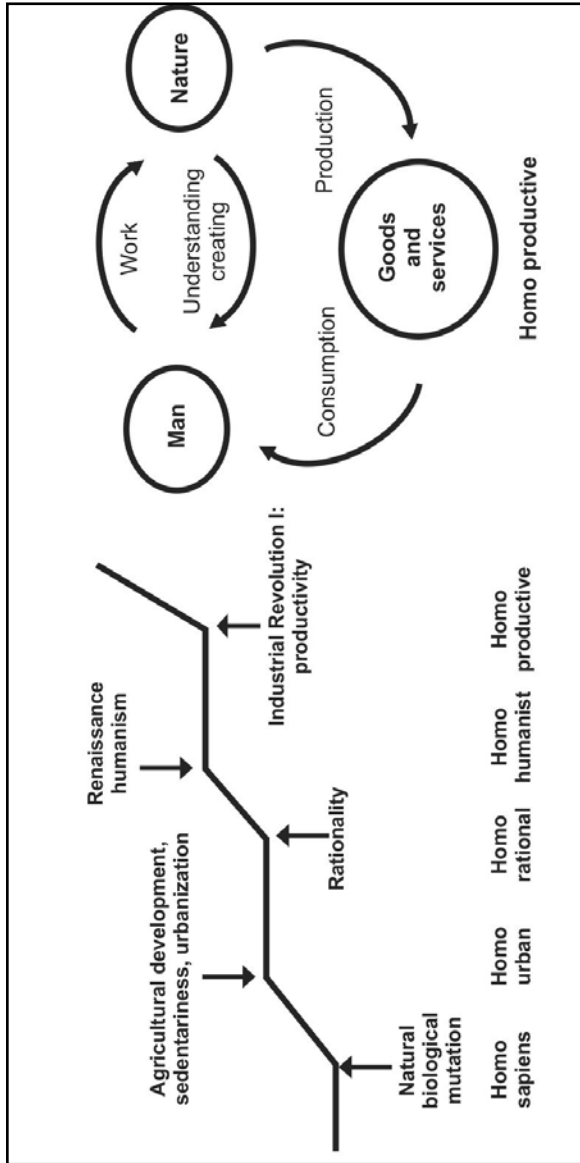 Agricultural development,
sedentariness, urbanization
Renaissance
humanism
Natural
biological
mutation
Rationality
Industrial Revolution I:
productivity
Homo
sapiens
Homo
urban
Homo
rational
Homo
humanist
Homo
productive
Man
Work
Understanding
creating
Nature
Consumption
Production
Goods
and
services
Homo productive